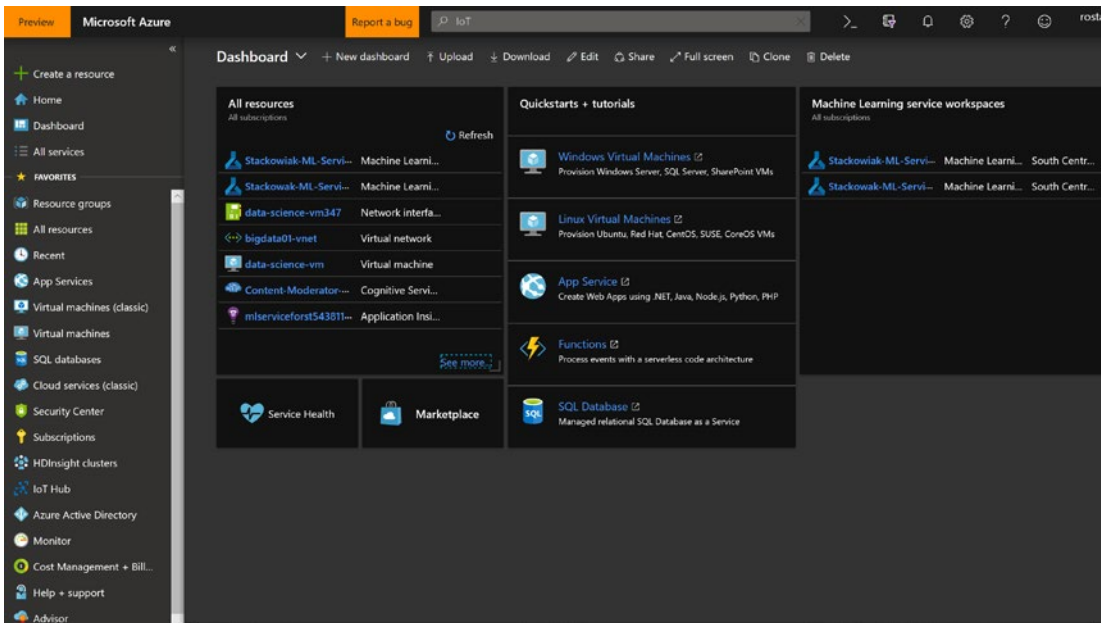 Preview
Microsoft Azure
Report a bug
IoT
rosta
Dashboard
New dashboard
Upload
Download
Edit
Share
Full screen
Clone
Delete
Create a resource
Home
Dashboard
All services
FAVORITES
Resource groups
All resources
Recent
App Services
Virtual machines (classic)
Virtual machines
SQL databases
Cloud services (classic)
Security Center
Subscriptions
HDInsight clusters
IoT Hub
Azure Active Directory
Monitor
Cost Management + Bill...
Help + support
Advisor
All resources
All subscriptions
Refresh
Stackowiak-ML-Servi... Machine Learni...
Stackowak-ML-Servi... Machine Learni...
data-science-vm347 Network interfa...
bigdata01-vnet Virtual network
data-science-vm Virtual machine
Content-Moderator-... Cognitive Servi...
mlserviceforst543811... Application Insi...
See more...
Service Health
Marketplace
Quickstarts + tutorials
Windows Virtual Machines
Provision Windows Server, SQL Server, SharePoint VMs
Linux Virtual Machines
Provision Ubuntu, Red Hat, CentOS, SUSE, CoreOS VMs
App Service
Create Web Apps using .NET, Java, Node.js, Python, PHP
Functions
Process events with a serverless code architecture
SQL
SQL Database
Managed relational SQL Database as a Service
Machine Learning service workspaces
All subscriptions
Stackowiak-ML-Servi... Machine Learni... South Centr...
Stackowak-ML-Servi... Machine Learni... South Centr...